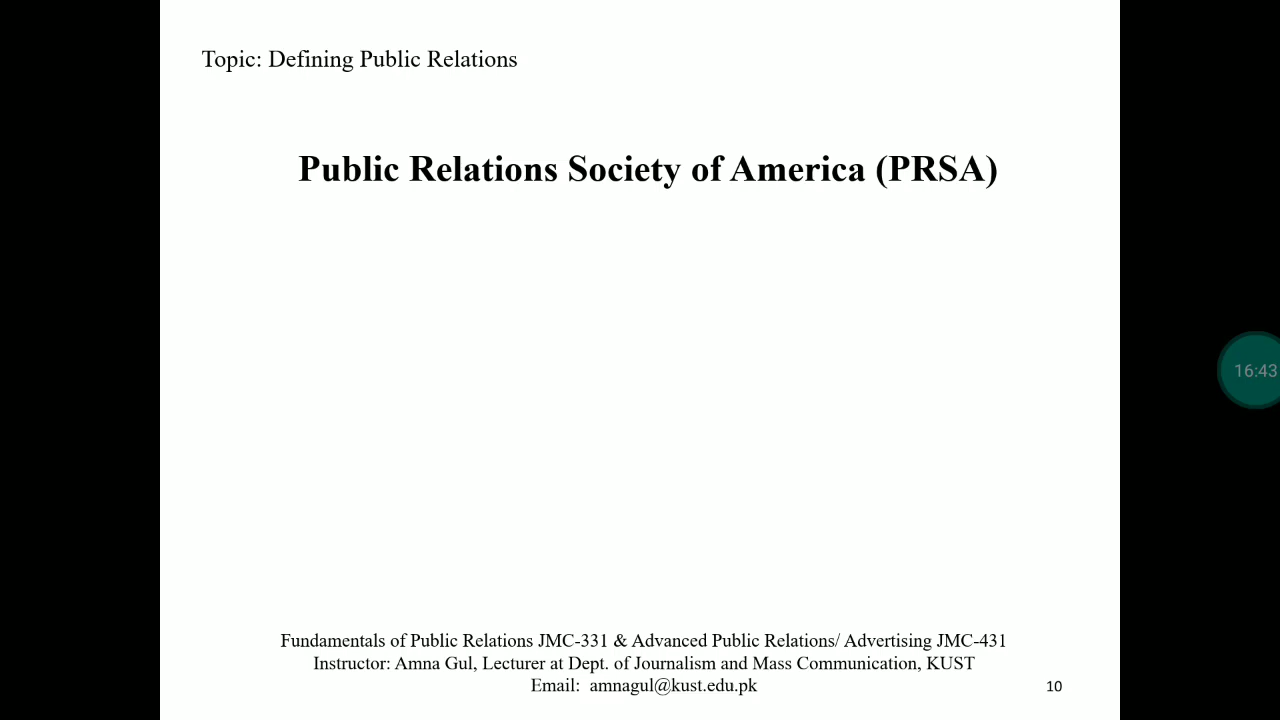 Topic: Defining Public Relations
Public Relations Society of America (PRSA)
16:43
Fundamentals of Public Relations JMC-331 & Advanced Public Relations/ Advertising JMC-431
Instructor: Amna Gul, Lecturer at Dept. of Journalism and Mass Communication, KUST
Email:  amnagul@kust.edu.pk
10